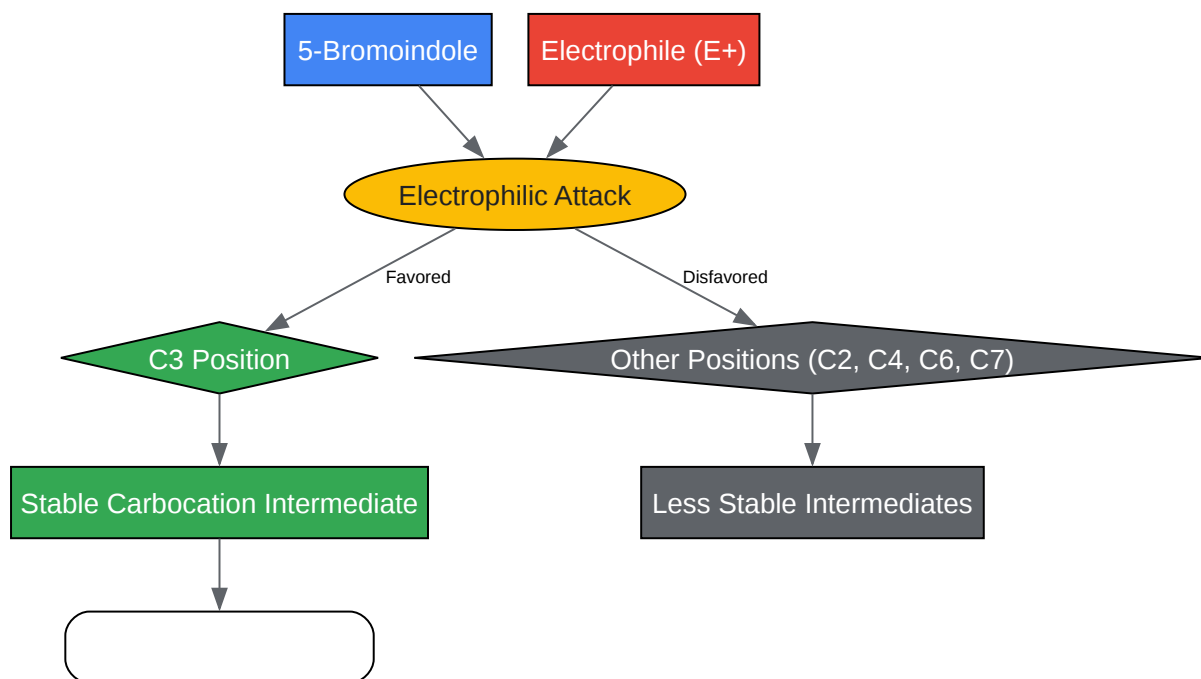 5-Bromoindole
Electrophile (E+)
Electrophilic Attack
Favored
Disfavored
C3 Position
Other Positions (C2, C4, C6, C7)
Stable Carbocation Intermediate
Less Stable Intermediates